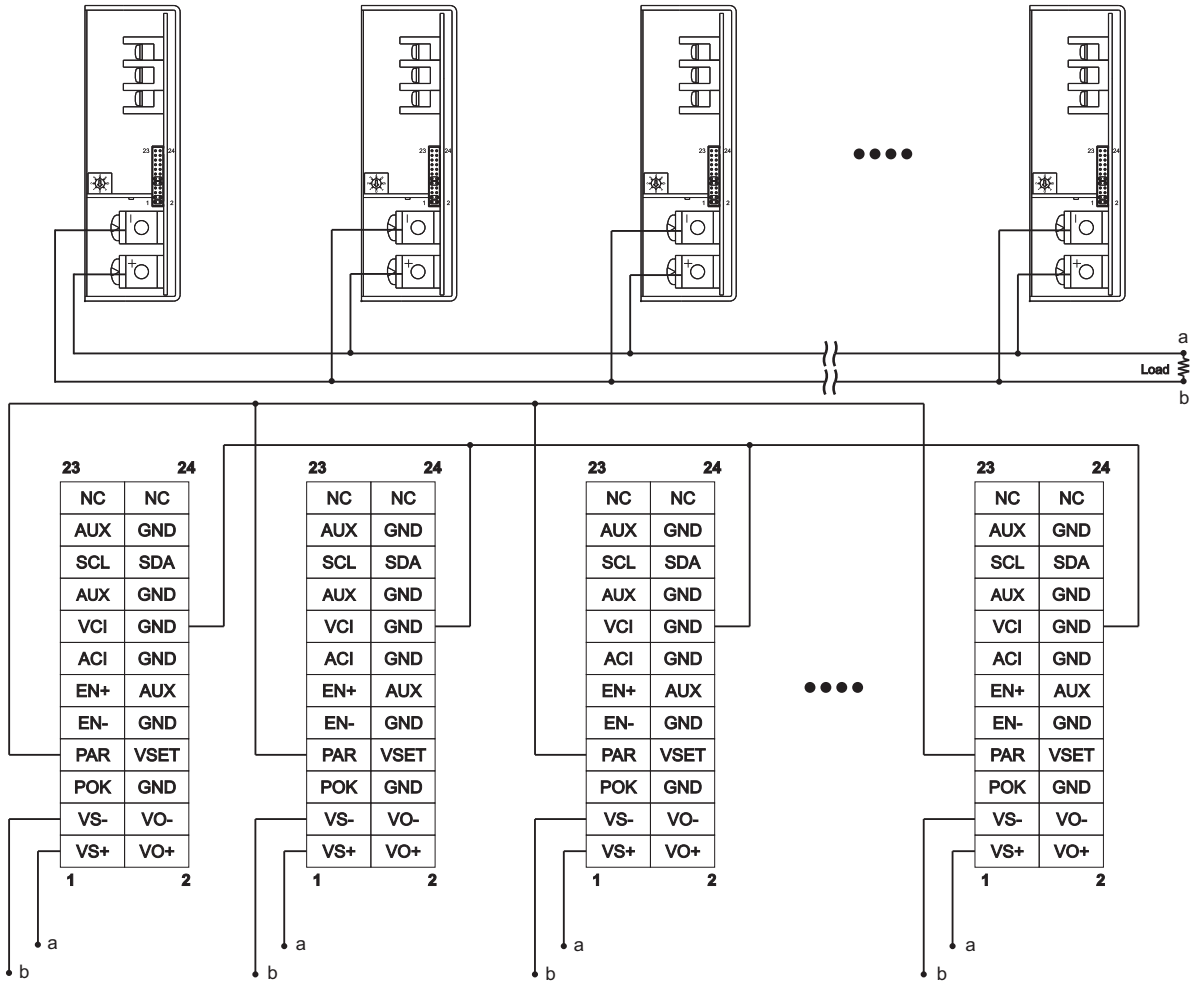 23 24 23 24 23 24 23 24
− − − −
+ + + +
1 2 1 2 1 2 1 2
a
Load
b
23 24 23 24 23 24 23 24
NC NC NC NC NC NC NC NC
AUX GND AUX GND AUX GND AUX GND
SCL SDA SCL SDA SCL SDA SCL SDA
AUX GND AUX GND AUX GND AUX GND
VCI GND VCI GND VCI GND VCI GND
ACI GND ACI GND ACI GND ACI GND
EN+ AUX EN+ AUX EN+ AUX EN+ AUX
EN- GND EN- GND EN- GND EN- GND
PAR VSET PAR VSET PAR VSET PAR VSET
POK GND POK GND POK GND POK GND
VS- VO- VS- VO- VS- VO- VS- VO-
VS+ VO+ VS+ VO+ VS+ VO+ VS+ VO+
1 2 1 2 1 2 1 2
a a a a
b b b b